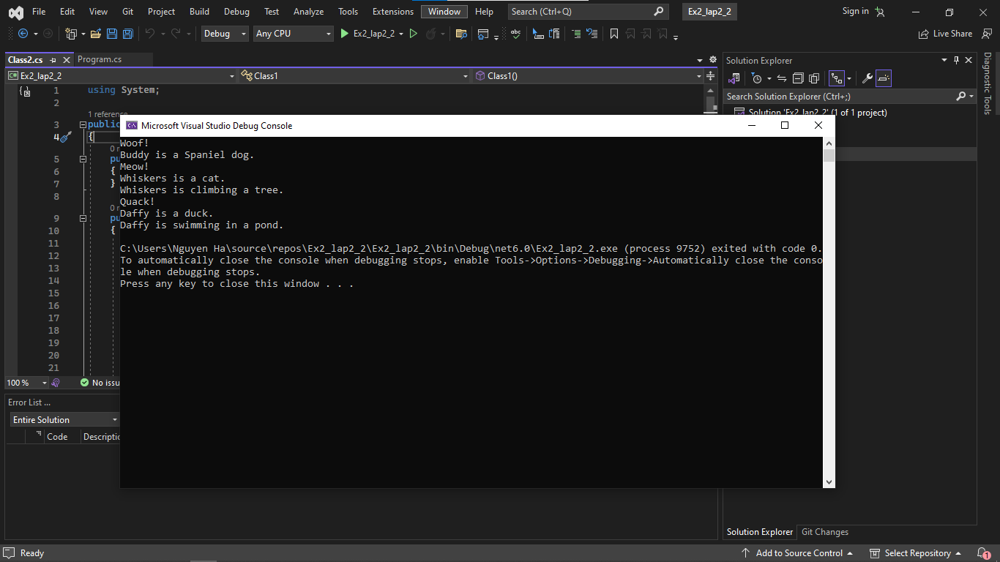 File Edit View Git Project Build Debug Test Analyze Tools Extensions Window Help Search (Ctrl+Q) Ex2_lap2_2 Sign in
Debug Any CPU Ex2_lap2_2 Live Share
Class2.cs Program.cs
Ex2_lap2_2 Class1 Class1()
1 using System;
2
1 reference
3 public
4 {
0
5
6 {
7 }
8
0
9
10 {
11
12
13
14
15
16
17
18
19
20
21
100 % No issu
Error List ...
Entire Solution
Code Descriptio
Microsoft Visual Studio Debug Console
Woof!
Buddy is a Spaniel dog.
Meow!
Whiskers is a cat.
Whiskers is climbing a tree.
Quack!
Daffy is a duck.
Daffy is swimming in a pond.
C:\Users\Nguyen Ha\source\repos\Ex2_lap2_2\Ex2_lap2_2\bin\Debug\net6.0\Ex2_lap2_2.exe (process 9752) exited with code 0.
To automatically close the console when debugging stops, enable Tools->Options->Debugging->Automatically close the conso
le when debugging stops.
Press any key to close this window . . .
Solution Explorer
Search Solution Explorer (Ctrl+;)
Solution 'Ex2_lap2_2' (1 of 1 project)
Diagnostic Tools
Solution Explorer Git Changes
Ready Add to Source Control Select Repository 1